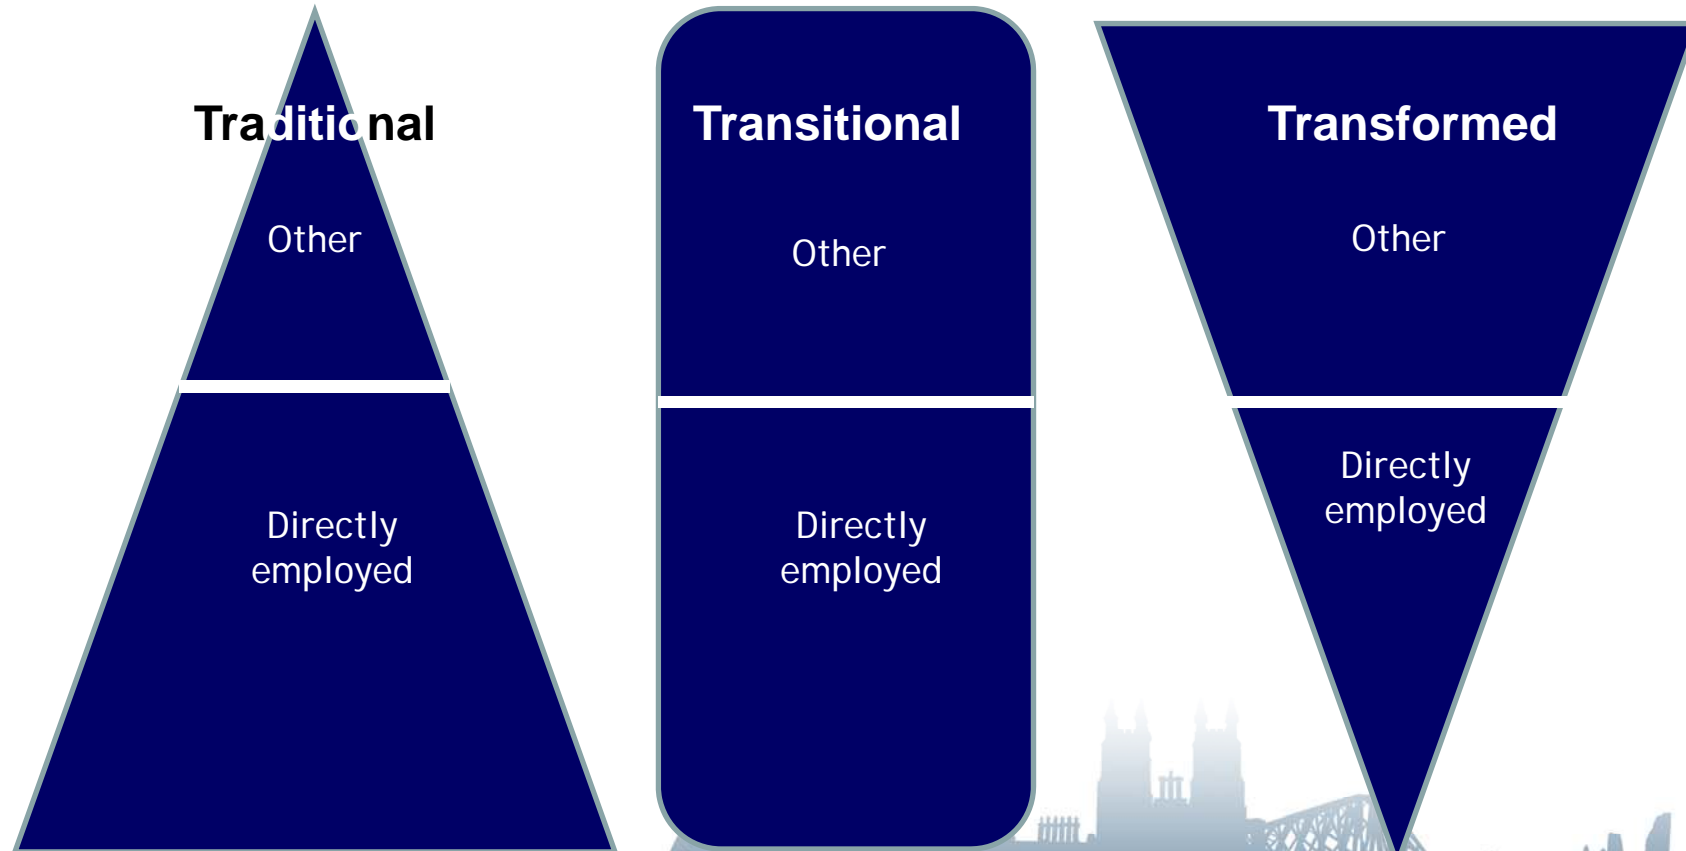 Traditional
Other
Directly
employed
Transitional
Other
Directly
employed
Transformed
Other
Directly
employed